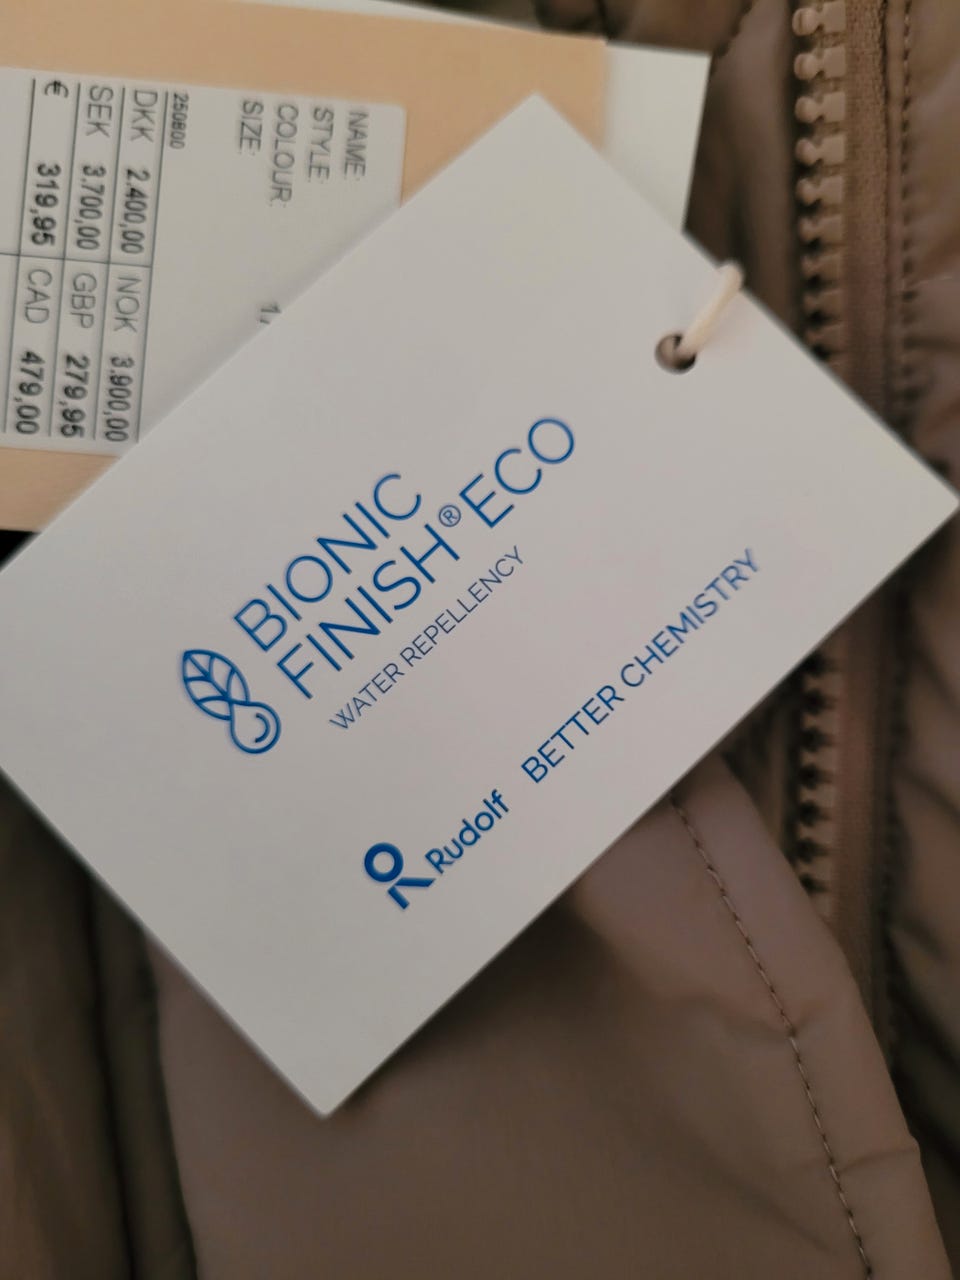 BIONIC
FINISH® ECO
WATER REPELLENCY
Rudolf BETTER CHEMISTRY
NAME:
STYLE:
COLOUR:
SIZE:
250800
DKK 2.400,00 NOK 3.900,00
SEK 3.700,00 GBP 279,95
€ 319,95 CAD 479,00